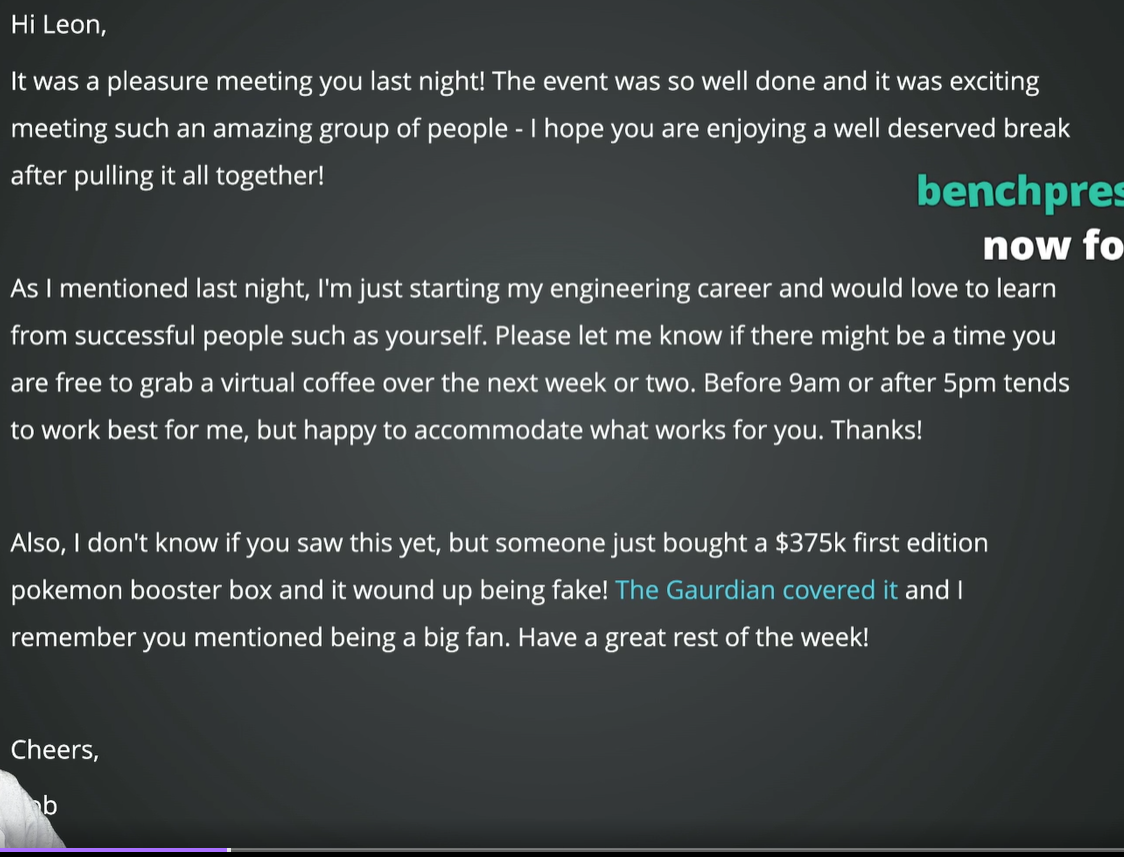 Hi Leon,
It was a pleasure meeting you last night! The event was so well done and it was exciting
meeting such an amazing group of people - I hope you are enjoying a well deserved break
after pulling it all together!
benchpres
now fo
As I mentioned last night, I'm just starting my engineering career and would love to learn
from successful people such as yourself. Please let me know if there might be a time you
are free to grab a virtual coffee over the next week or two. Before 9am or after 5pm tends
to work best for me, but happy to accommodate what works for you. Thanks!
Also, I don't know if you saw this yet, but someone just bought a $375k first edition
pokemon booster box and it wound up being fake! The Gaurdian covered it and I
remember you mentioned being a big fan. Have a great rest of the week!
Cheers,